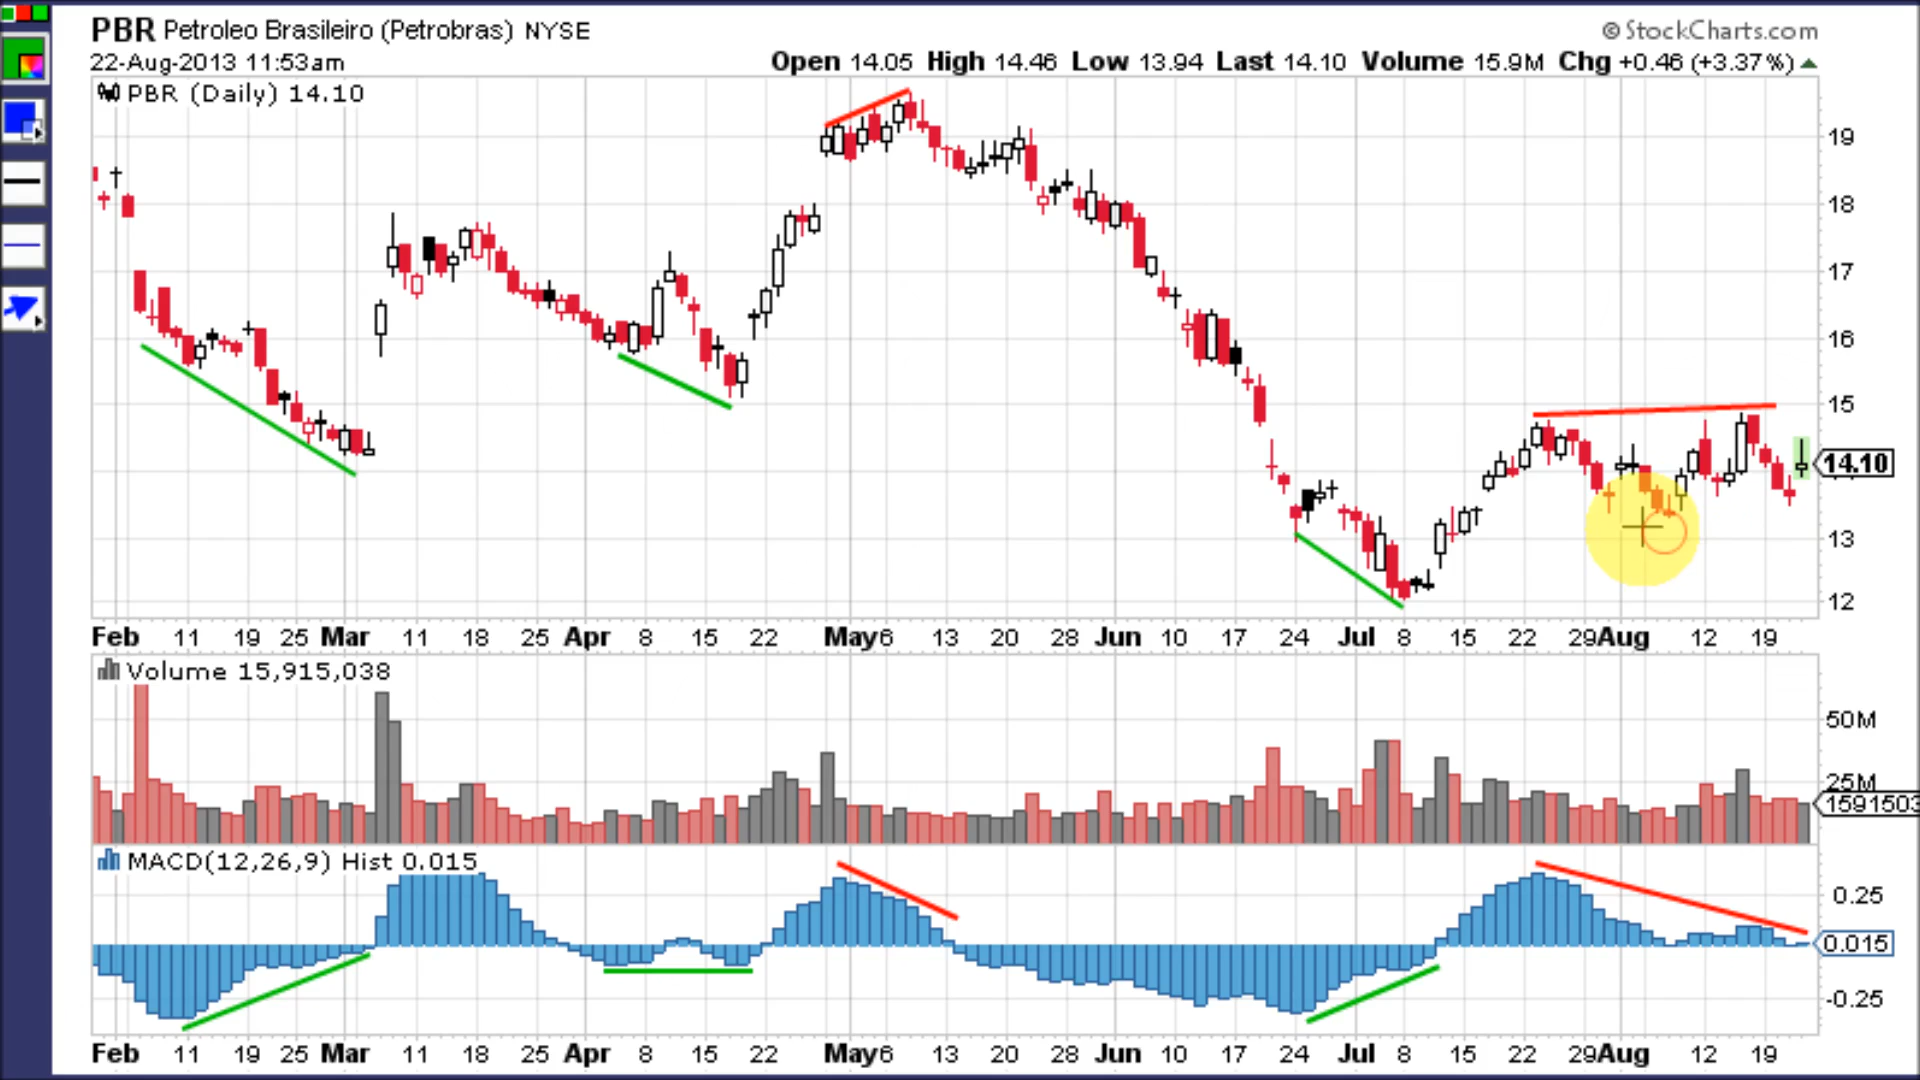 PBR Petroleo Brasileiro (Petrobras) NYSE © StockCharts.com
22-Aug-2013 11:53am Open 14.05 High 14.46 Low 13.94 Last 14.10 Volume 15.9M Chg +0.46 (+3.37%)
PBR (Daily) 14.10
19
18
17
16
15
14.10
13
12
Feb 11 19 25 Mar 11 18 25 Apr 8 15 22 May 6 13 20 28 Jun 10 17 24 Jul 8 15 22 29 Aug 12 19
Volume 15,915,038
50M
25M
1591503
MACD(12,26,9) Hist 0.015
0.25
0.015
-0.25
Feb 11 19 25 Mar 11 18 25 Apr 8 15 22 May 6 13 20 28 Jun 10 17 24 Jul 8 15 22 29 Aug 12 19